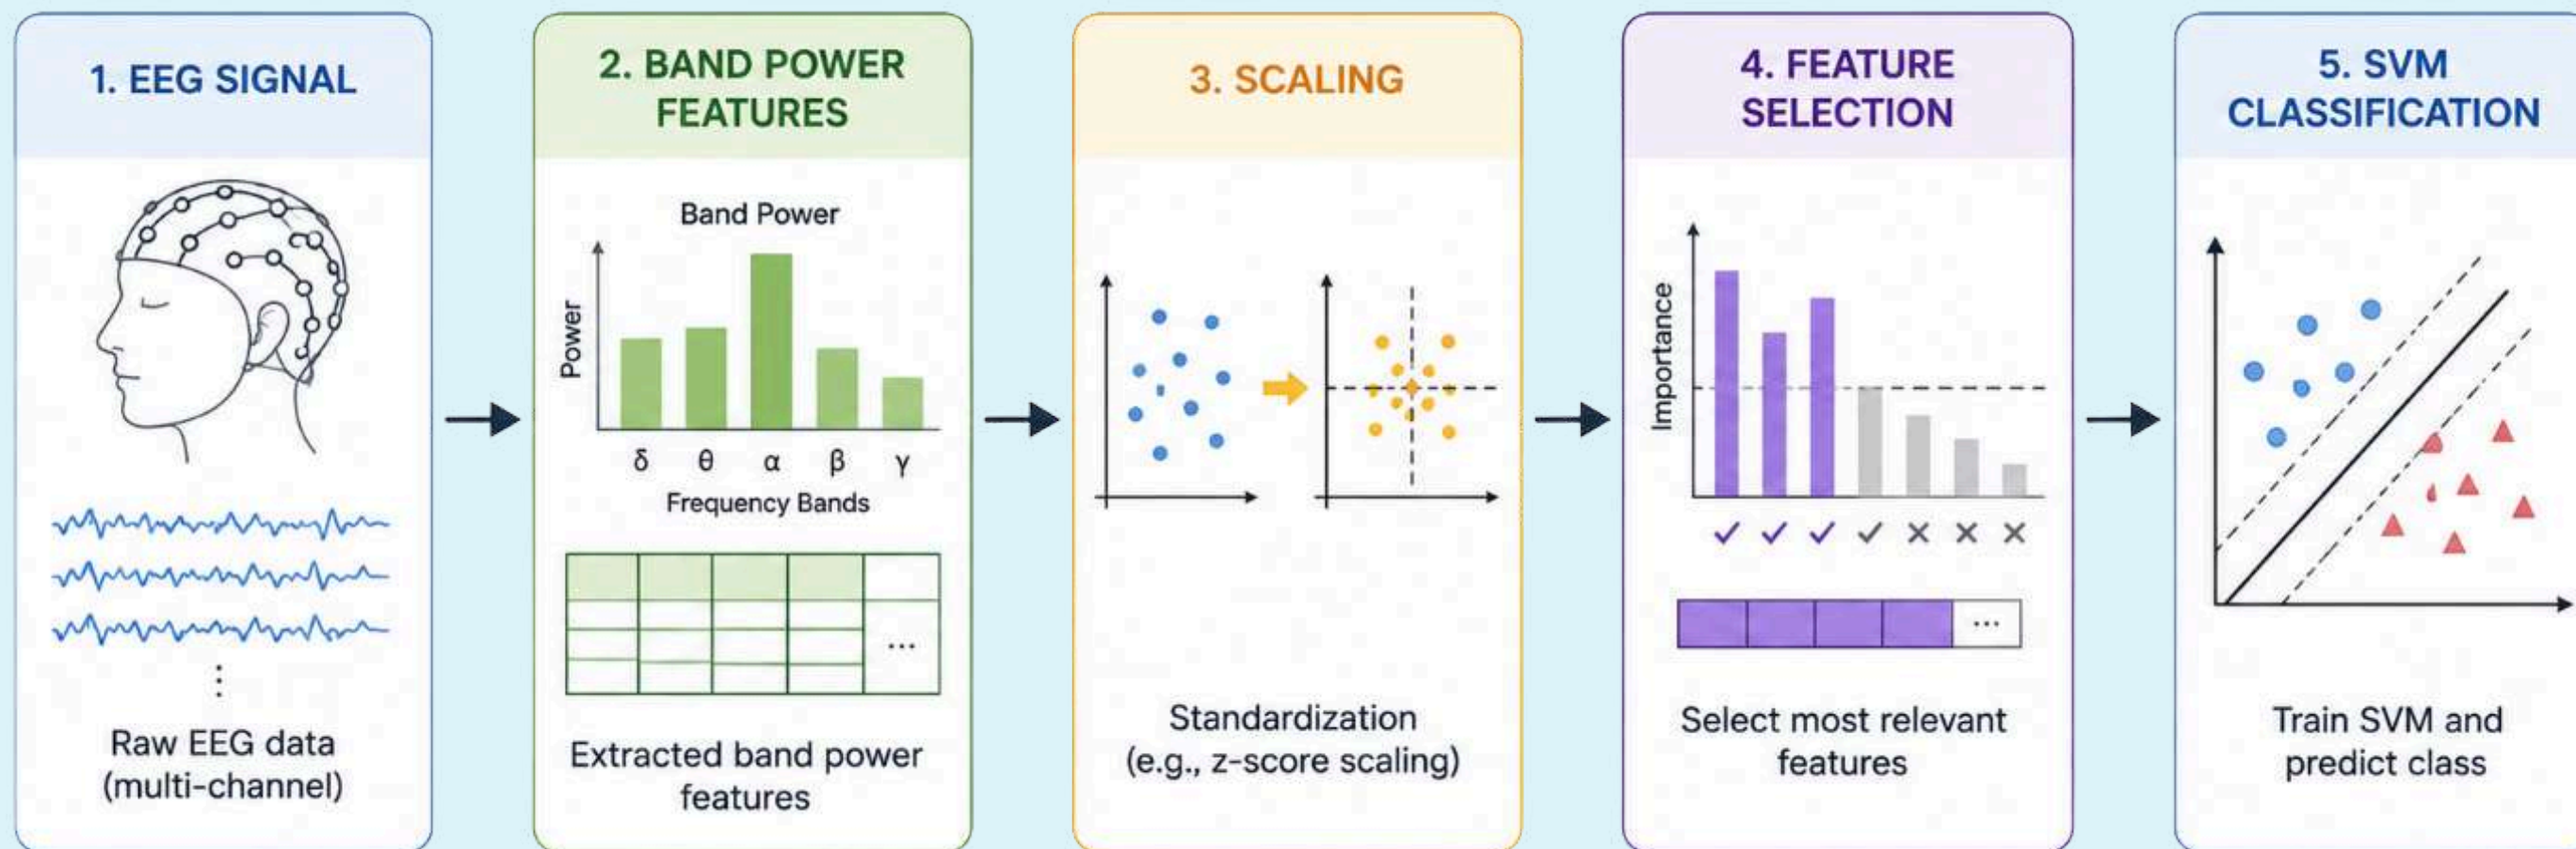 1. EEG SIGNAL
Raw EEG data
(multi-channel)
2. BAND POWER
FEATURES
Band Power
Power
δ θ α β γ
Frequency Bands
...
Extracted band power
features
3. SCALING
Standardization
(e.g., z-score scaling)
4. FEATURE
SELECTION
Importance
...
Select most relevant
features
5. SVM
CLASSIFICATION
Train SVM and
predict class